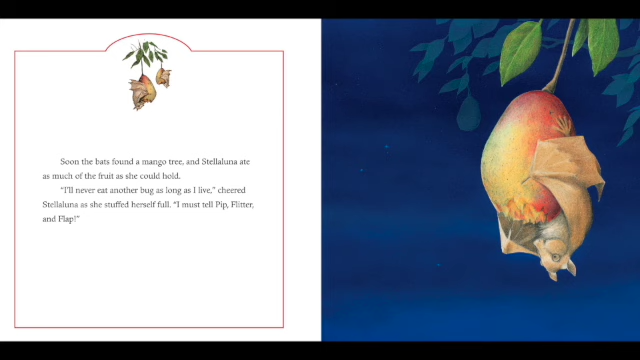 Soon the bats found a mango tree, and Stellaluna ate
as much of the fruit as she could hold.
“I’ll never eat another bug as long as I live,” cheered
Stellaluna as she stuffed herself full. “I must tell Pip, Flitter,
and Flap!”